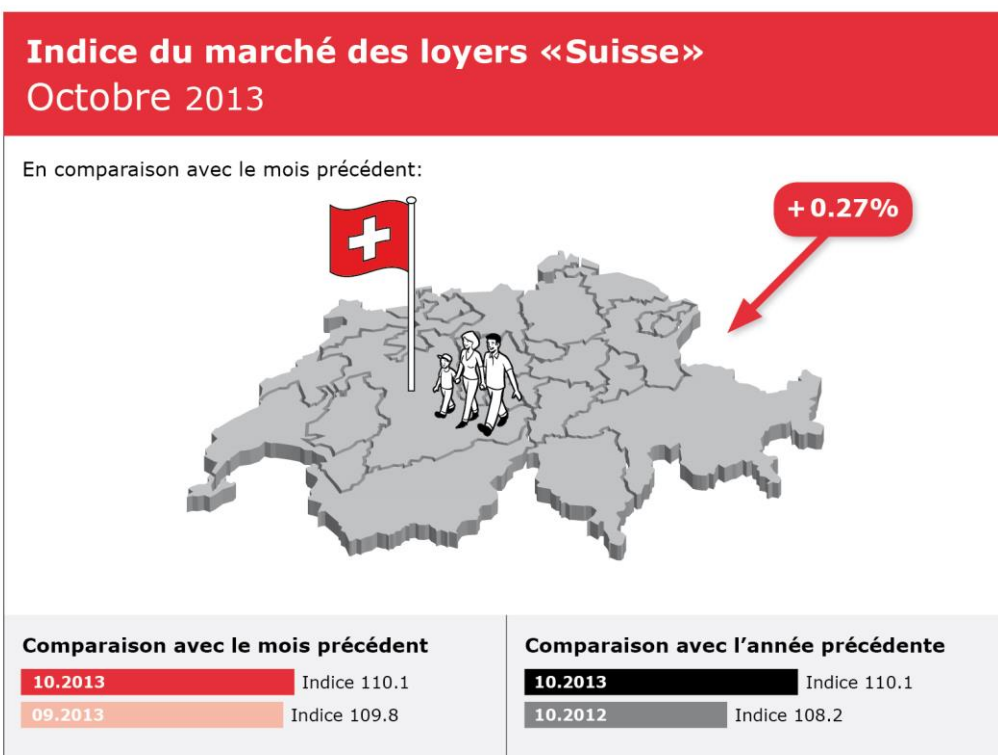 Indice du marché des loyers «Suisse»
Octobre 2013
En comparaison avec le mois précédent:
+0.27%
Comparaison avec le mois précédent
10.2013 Indice 110.1
09.2013 Indice 109.8
Comparaison avec l’année précédente
10.2013 Indice 110.1
10.2012 Indice 108.2